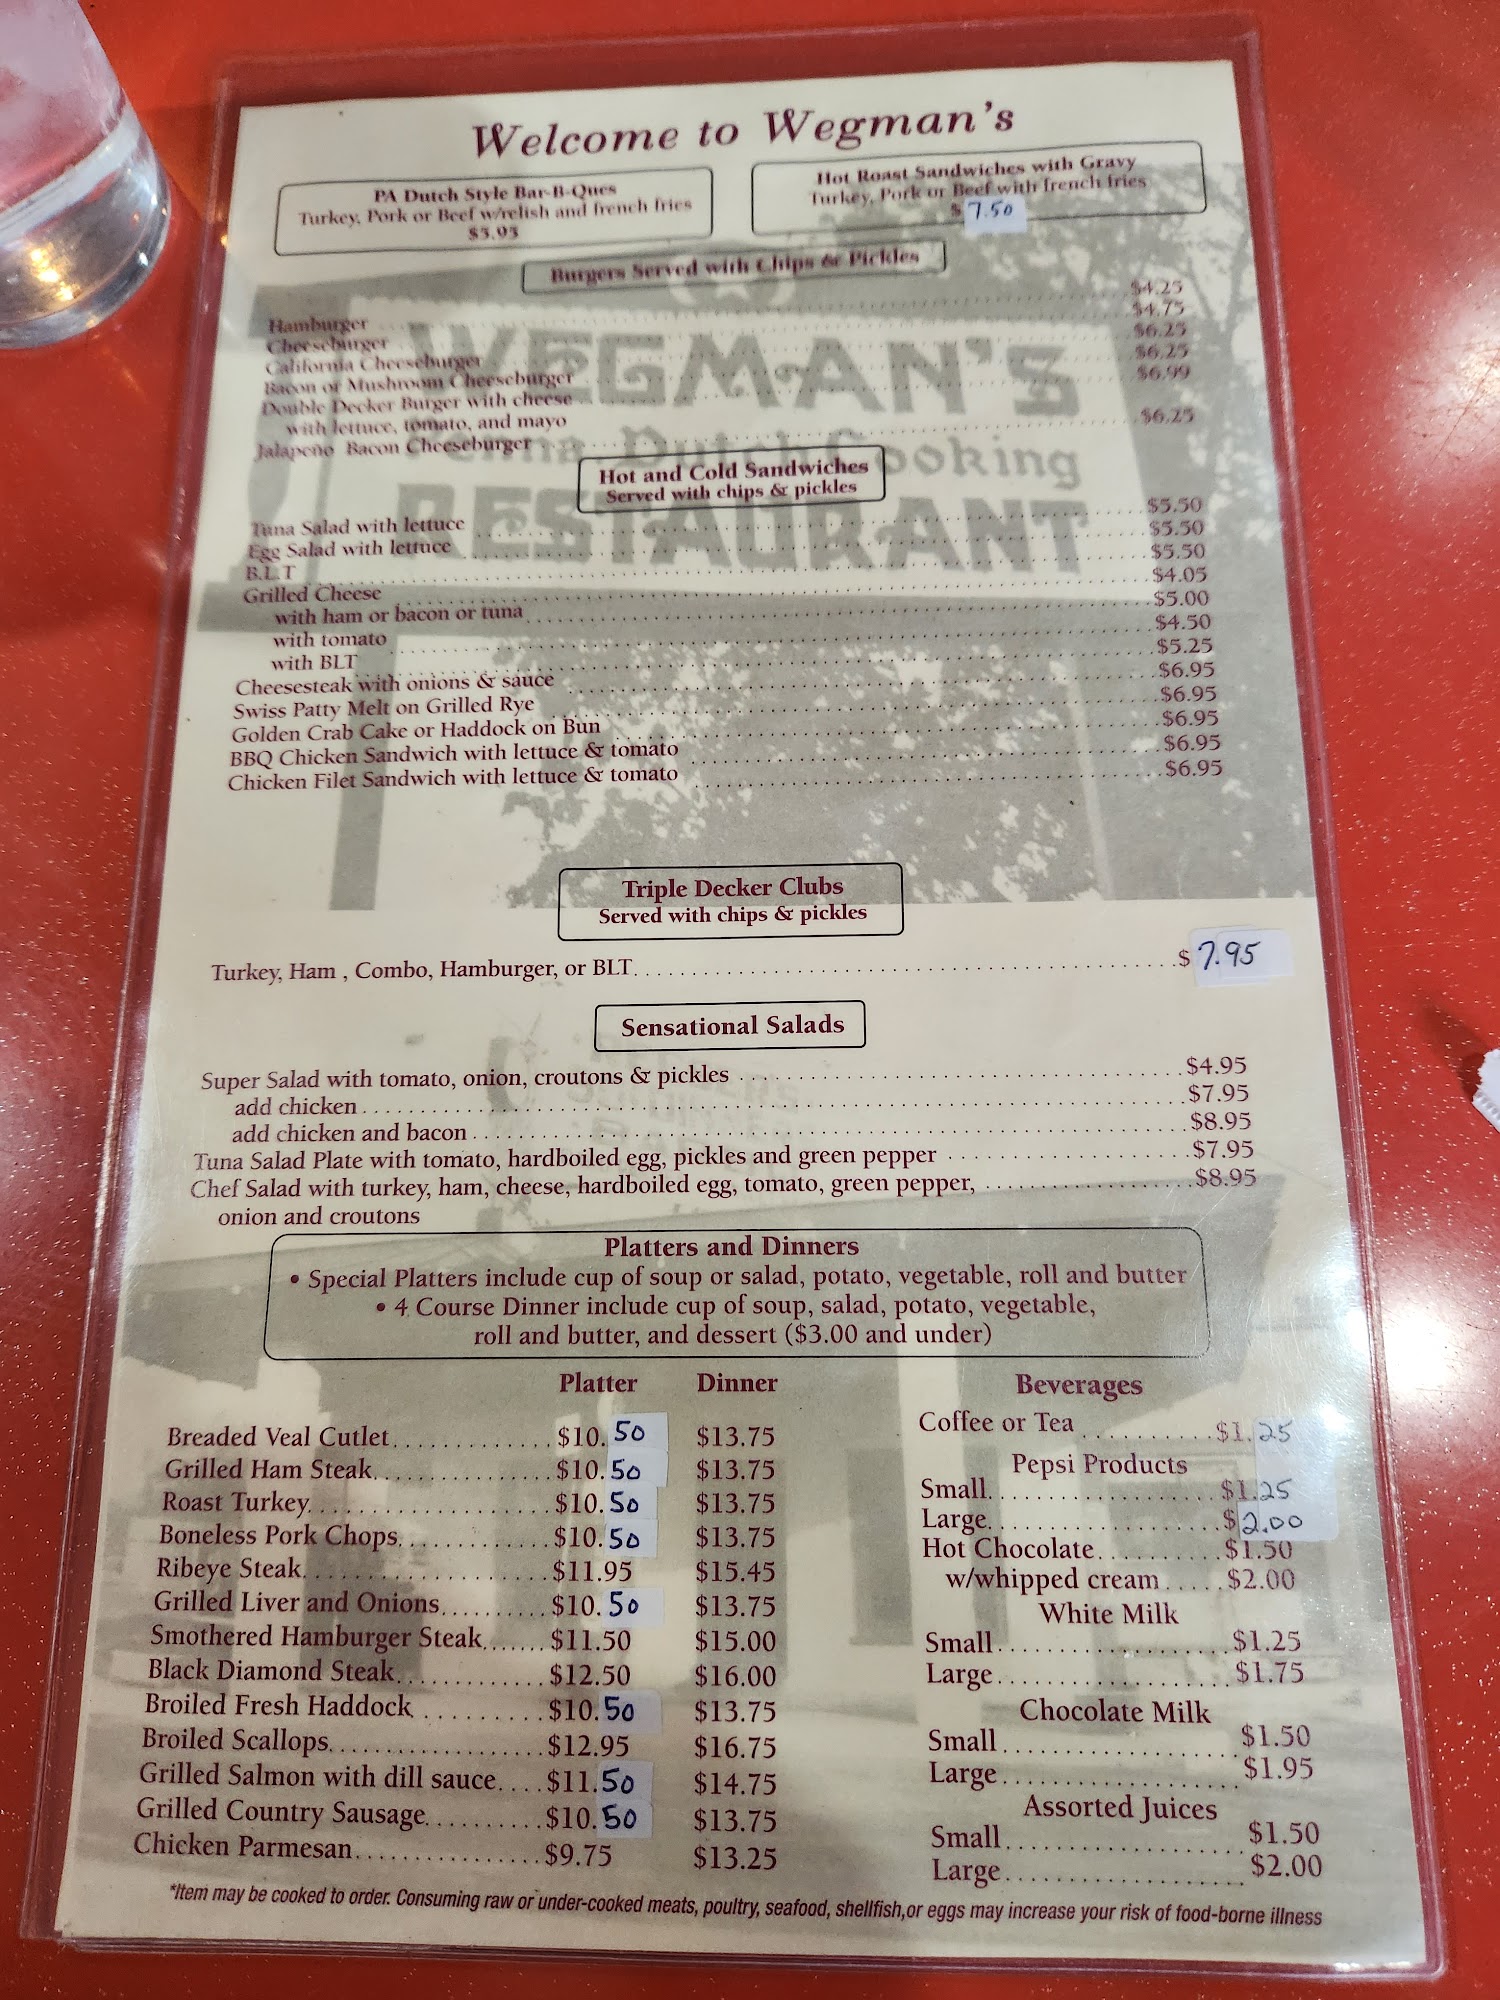 Welcome to Wegman's
PA Dutch Style Bar-B-Ques
Turkey, Pork or Beef w/relish and french fries
$5.95
Hot Roast Sandwiches with Gravy
Turkey, Pork or Beef with french fries
$ 7.50
Burgers Served with Chips & Pickles
Hamburger $4.25
Cheeseburger $4.75
California Cheeseburger $6.25
Bacon or Mushroom Cheeseburger $6.25
Double Decker Burger with cheese $6.99
with lettuce, tomato, and mayo
Jalapeño Bacon Cheeseburger $6.25
WEGMAN'S
Penna Dutch Cooking
RESTAURANT
Hot and Cold Sandwiches
Served with chips & pickles
Tuna Salad with lettuce $5.50
Egg Salad with lettuce $5.50
B.L.T $5.50
Grilled Cheese $4.05
with ham or bacon or tuna $5.00
with tomato $4.50
with BLT $5.25
Cheesesteak with onions & sauce $6.95
Swiss Patty Melt on Grilled Rye $6.95
Golden Crab Cake or Haddock on Bun $6.95
BBQ Chicken Sandwich with lettuce & tomato $6.95
Chicken Filet Sandwich with lettuce & tomato $6.95
Triple Decker Clubs
Served with chips & pickles
Turkey, Ham , Combo, Hamburger, or BLT $ 7.95
Sensational Salads
Super Salad with tomato, onion, croutons & pickles $4.95
add chicken $7.95
add chicken and bacon $8.95
Tuna Salad Plate with tomato, hardboiled egg, pickles and green pepper $7.95
Chef Salad with turkey, ham, cheese, hardboiled egg, tomato, green pepper, $8.95
onion and croutons
Platters and Dinners
• Special Platters include cup of soup or salad, potato, vegetable, roll and butter
• 4 Course Dinner include cup of soup, salad, potato, vegetable,
roll and butter, and dessert ($3.00 and under)
Platter Dinner
Breaded Veal Cutlet $10.50 $13.75
Grilled Ham Steak $10.50 $13.75
Roast Turkey $10.50 $13.75
Boneless Pork Chops $10.50 $13.75
Ribeye Steak $11.95 $15.45
Grilled Liver and Onions $10.50 $13.75
Smothered Hamburger Steak $11.50 $15.00
Black Diamond Steak $12.50 $16.00
Broiled Fresh Haddock $10.50 $13.75
Broiled Scallops $12.95 $16.75
Grilled Salmon with dill sauce $11.50 $14.75
Grilled Country Sausage $10.50 $13.75
Chicken Parmesan $9.75 $13.25
Beverages
Coffee or Tea $1.25
Pepsi Products
Small $1.25
Large $2.00
Hot Chocolate $1.50
w/whipped cream $2.00
White Milk
Small $1.25
Large $1.75
Chocolate Milk
Small $1.50
Large $1.95
Assorted Juices
Small $1.50
Large $2.00
*Item may be cooked to order. Consuming raw or under-cooked meats, poultry, seafood, shellfish,or eggs may increase your risk of food-borne illness